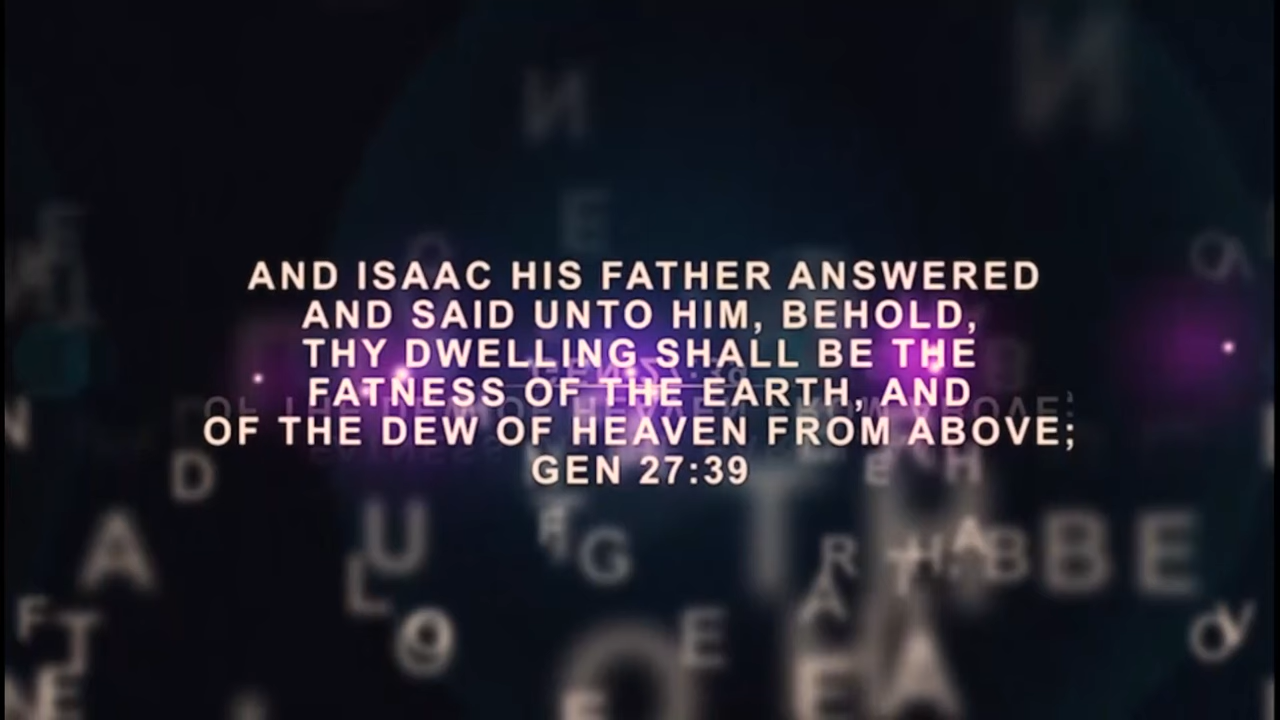 AND ISAAC HIS FATHER ANSWERED
AND SAID UNTO HIM, BEHOLD,
THY DWELLING SHALL BE THE
FATNESS OF THE EARTH, AND
OF THE DEW OF HEAVEN FROM ABOVE;
GEN 27:39